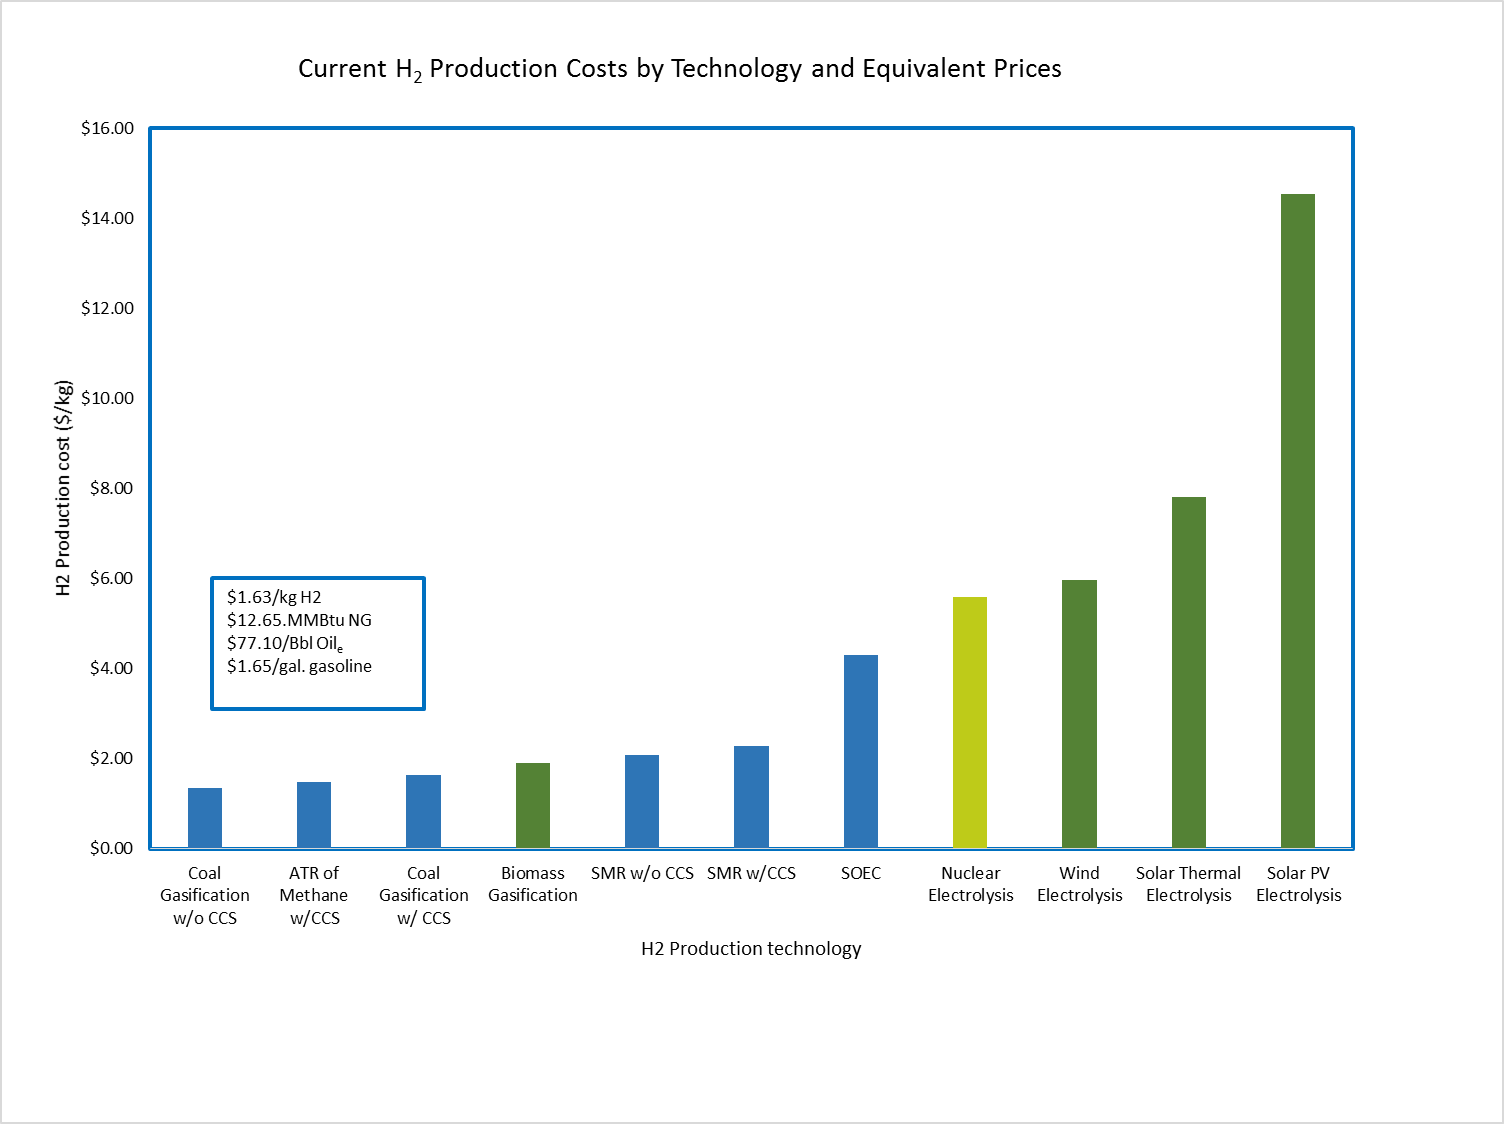 Current H2 Production Costs by Technology and Equivalent Prices
$16.00
$14.00
$12.00
$10.00
$8.00
$6.00
$4.00
$2.00
$0.00
H2 Production cost ($/kg)
$1.63/kg H2
$12.65.MMBtu NG
$77.10/Bbl Oile
$1.65/gal. gasoline
Coal
Gasification
w/o CCS
ATR of
Methane
w/CCS
Coal
Gasification
w/ CCS
Biomass
Gasification
SMR w/o CCS
SMR w/CCS
SOEC
Nuclear
Electrolysis
Wind
Electrolysis
Solar Thermal
Electrolysis
Solar PV
Electrolysis
H2 Production technology